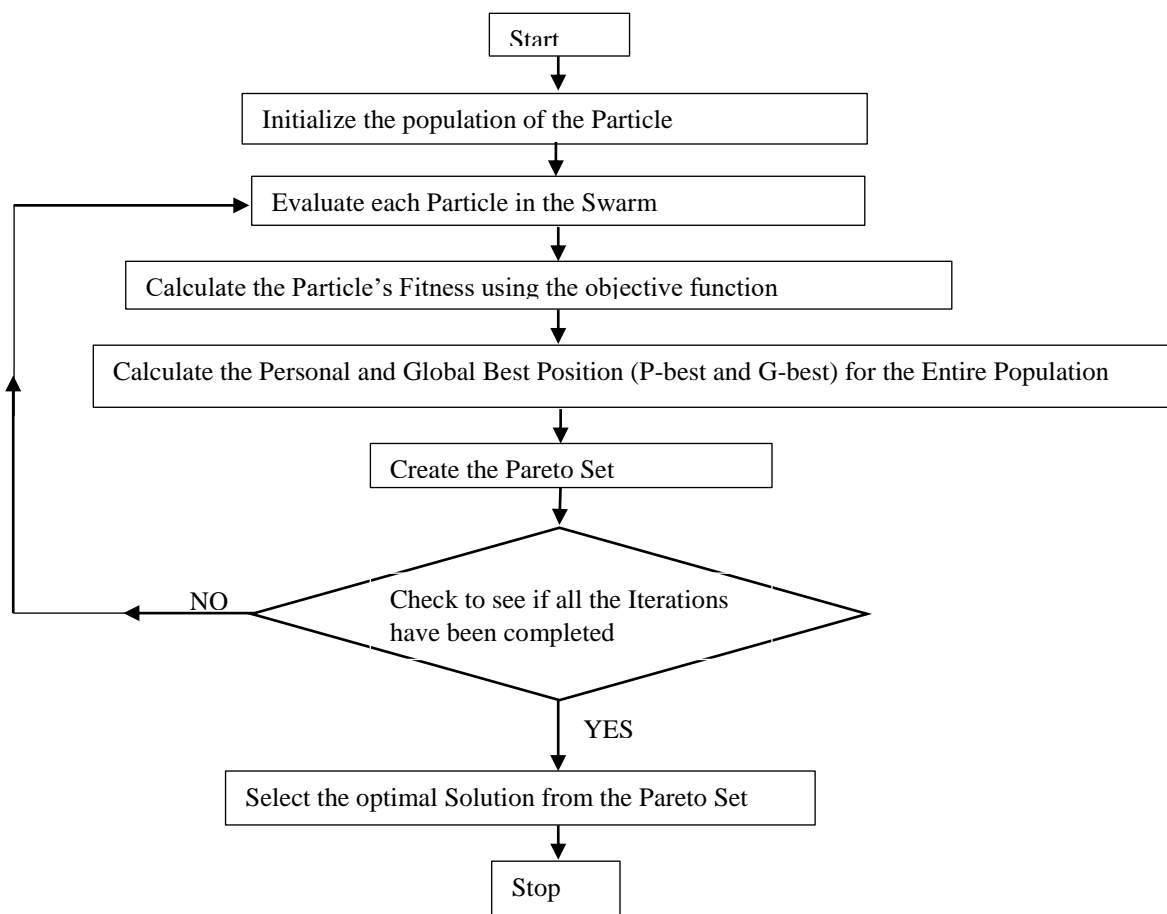 Start
Initialize the population of the Particle
Evaluate each Particle in the Swarm
Calculate the Particle’s Fitness using the objective function
Calculate the Personal and Global Best Position (P-best and G-best) for the Entire Population
Create the Pareto Set
NO
Check to see if all the Iterations
have been completed
YES
Select the optimal Solution from the Pareto Set
Stop